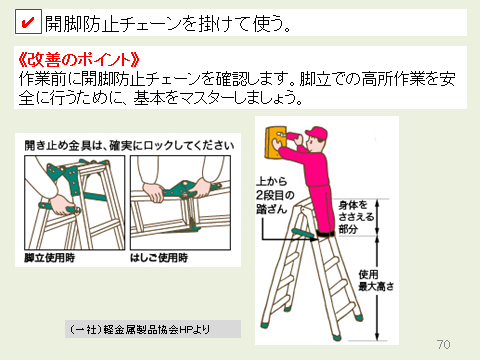 ✔ 開脚防止チェーンを掛けて使う。
《改善のポイント》
作業前に開脚防止チェーンを確認します。脚立での高所作業を安
全に行うために、基本をマスターしましょう。
開き止め金具は、確実にロックしてください
脚立使用時
はしご使用時
上から
2段目の
踏ざん
身体を
ささえる
部分
使用
最大高さ
(一社)軽金属製品協会HPより
70